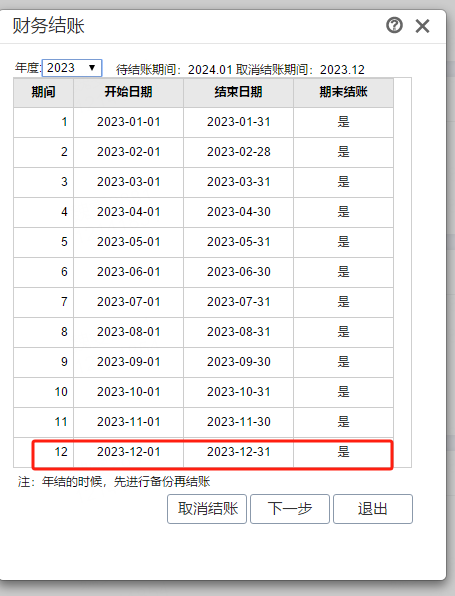 财务结账
年度:2023 待结账期间：2024.01 取消结账期间：2023.12
期间 开始日期 结束日期 期末结账
1 2023-01-01 2023-01-31 是
2 2023-02-01 2023-02-28 是
3 2023-03-01 2023-03-31 是
4 2023-04-01 2023-04-30 是
5 2023-05-01 2023-05-31 是
6 2023-06-01 2023-06-30 是
7 2023-07-01 2023-07-31 是
8 2023-08-01 2023-08-31 是
9 2023-09-01 2023-09-30 是
10 2023-10-01 2023-10-31 是
11 2023-11-01 2023-11-30 是
12 2023-12-01 2023-12-31 是
注：年结的时候，先进行备份再结账
取消结账 下一步 退出